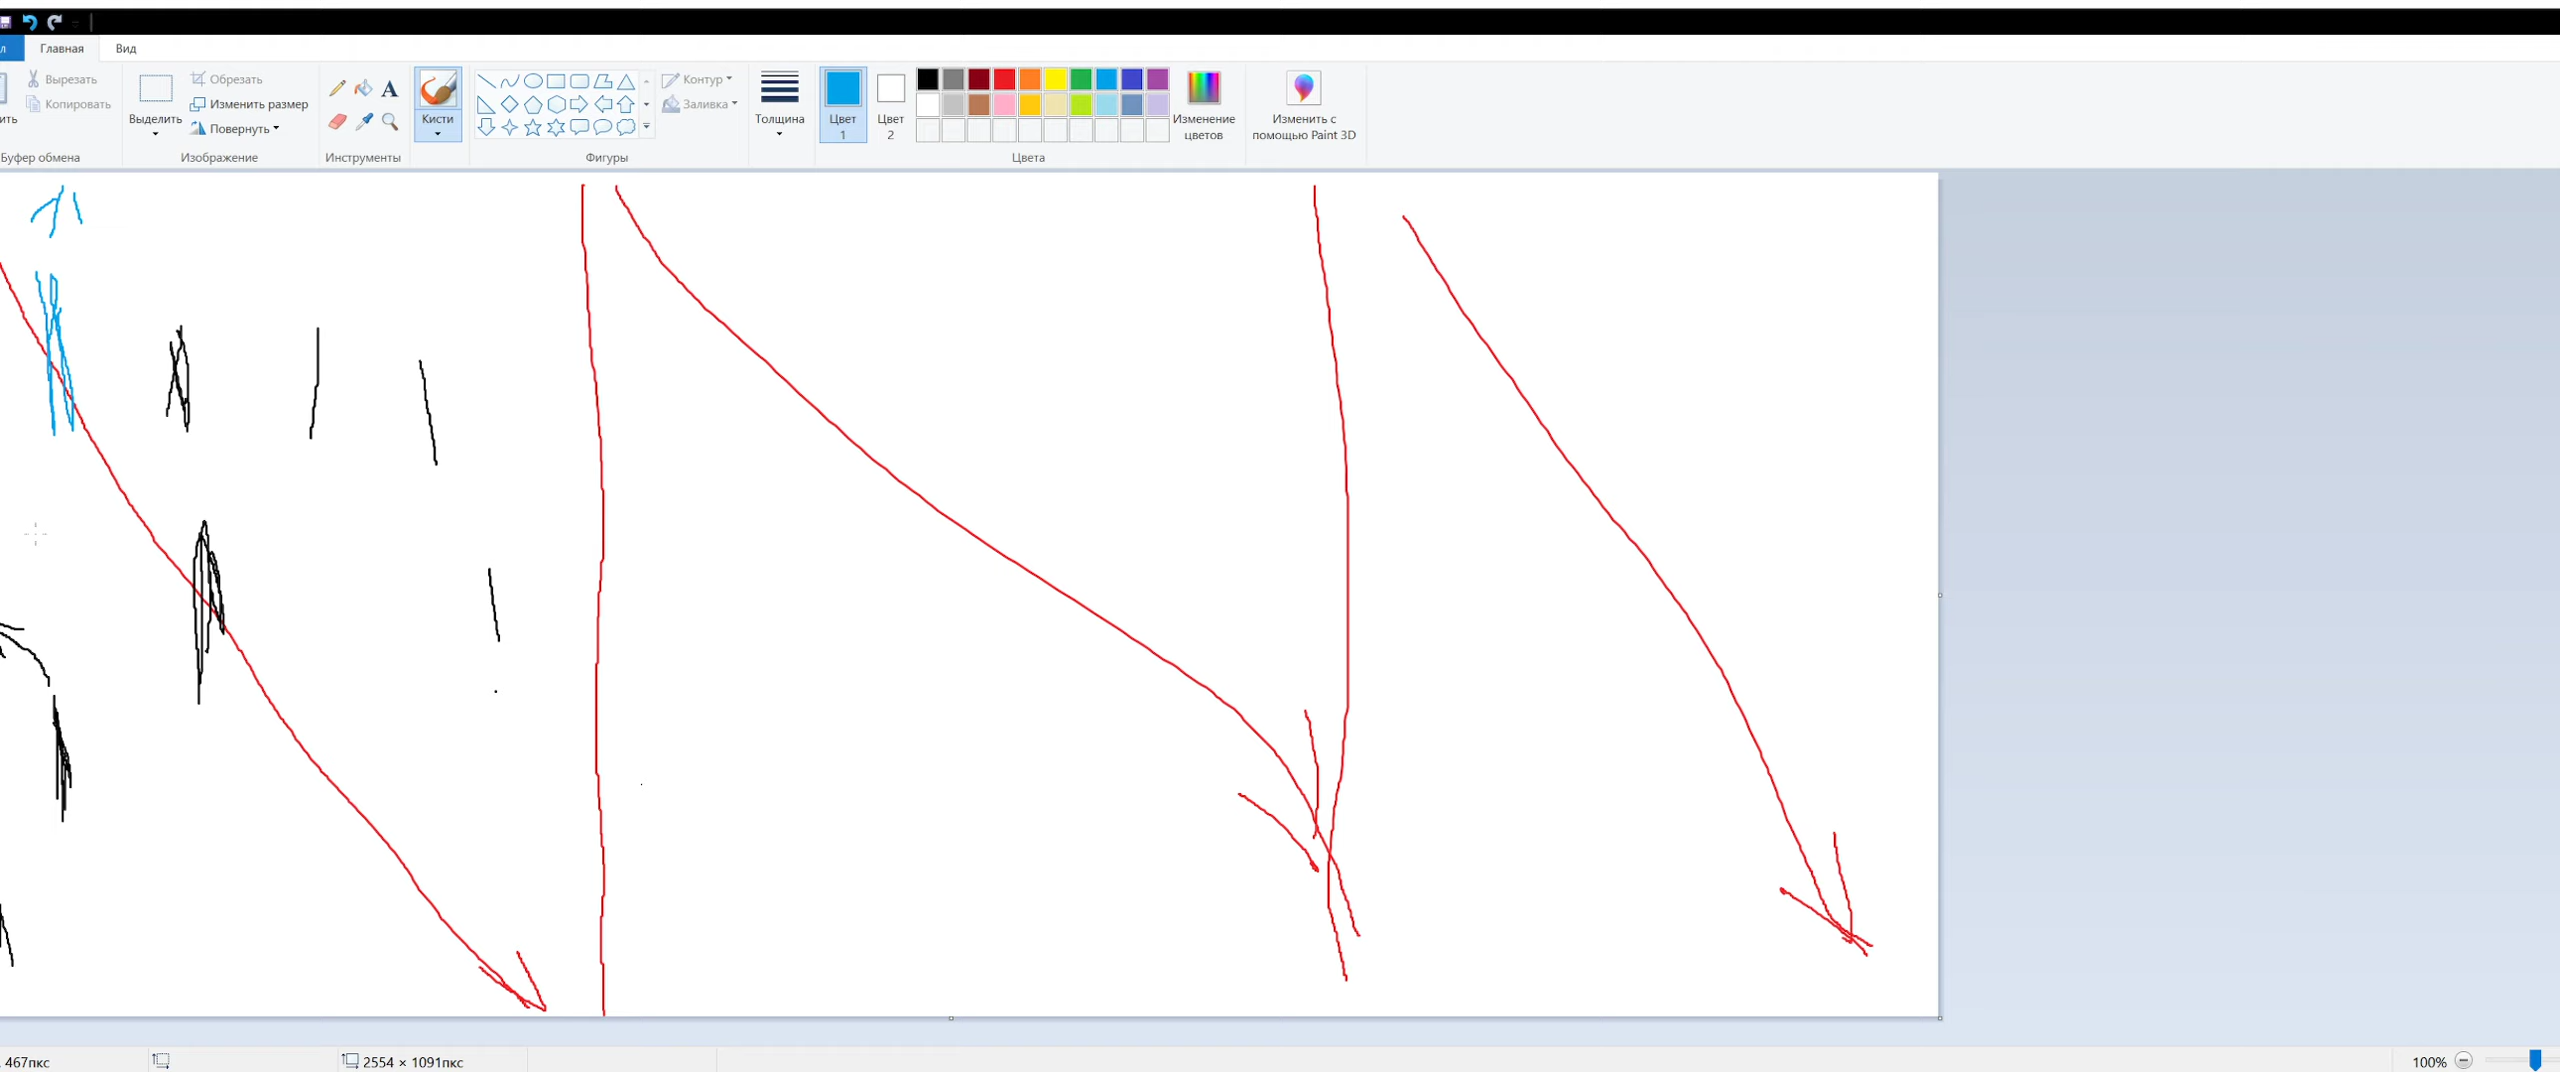 л Главная Вид
Вырезать
Копировать
ить
Буфер обмена
Выделить
Обрезать
Изменить размер
Повернуть
Изображение
A
Инструменты
Кисти
Контур
Заливка
Фигуры
Толщина
Цвет
1
Цвет
2
Изменение
цветов
Цвета
Изменить с
помощью Paint 3D
467пкс
2554 × 1091пкс
100%